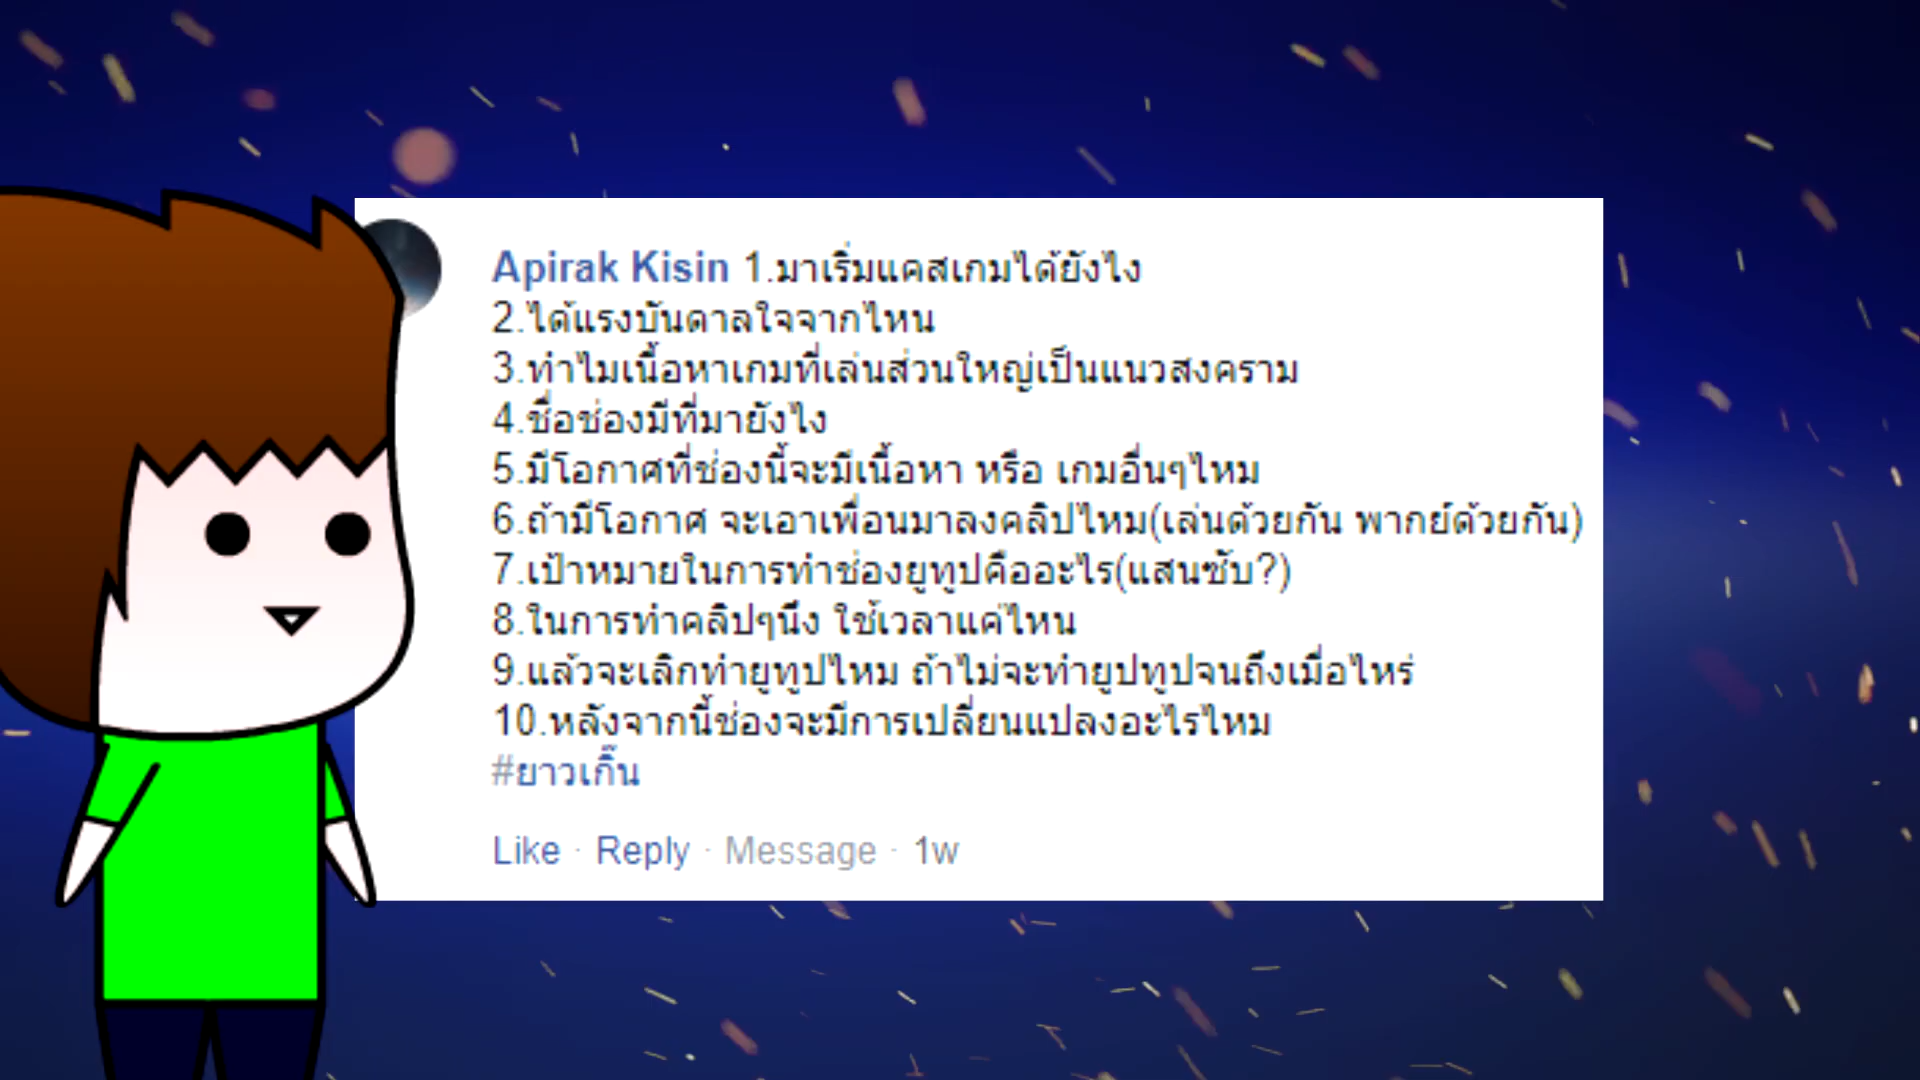 Apirak Kisin 1.มาเริ่มแคสเกมได้ยังไง
2.ได้แรงบันดาลใจจากไหน
3.ทำไมเนื้อหาเกมที่เล่นส่วนใหญ่เป็นแนวสงคราม
4.ชื่อช่องมีที่มายังไง
5.มีโอกาศที่ช่องนี้จะมีเนื้อหา หรือ เกมอื่นๆไหม
6.ถ้ามีโอกาศ จะเอาเพื่อนมาลงคลิปไหม(เล่นด้วยกัน พากย์ด้วยกัน)
7.เป้าหมายในการทำช่องยูทูปคืออะไร(แสนซับ?)
8.ในการทำคลิปๆนึง ใช้เวลาแค่ไหน
9.แล้วจะเลิกทำยูทูปไหม ถ้าไม่จะทำยูปทูปจนถึงเมื่อไหร่
10.หลังจากนี้ช่องจะมีการเปลี่ยนแปลงอะไรไหม
#ยาวเกิ๊น
Like · Reply · Message · 1w